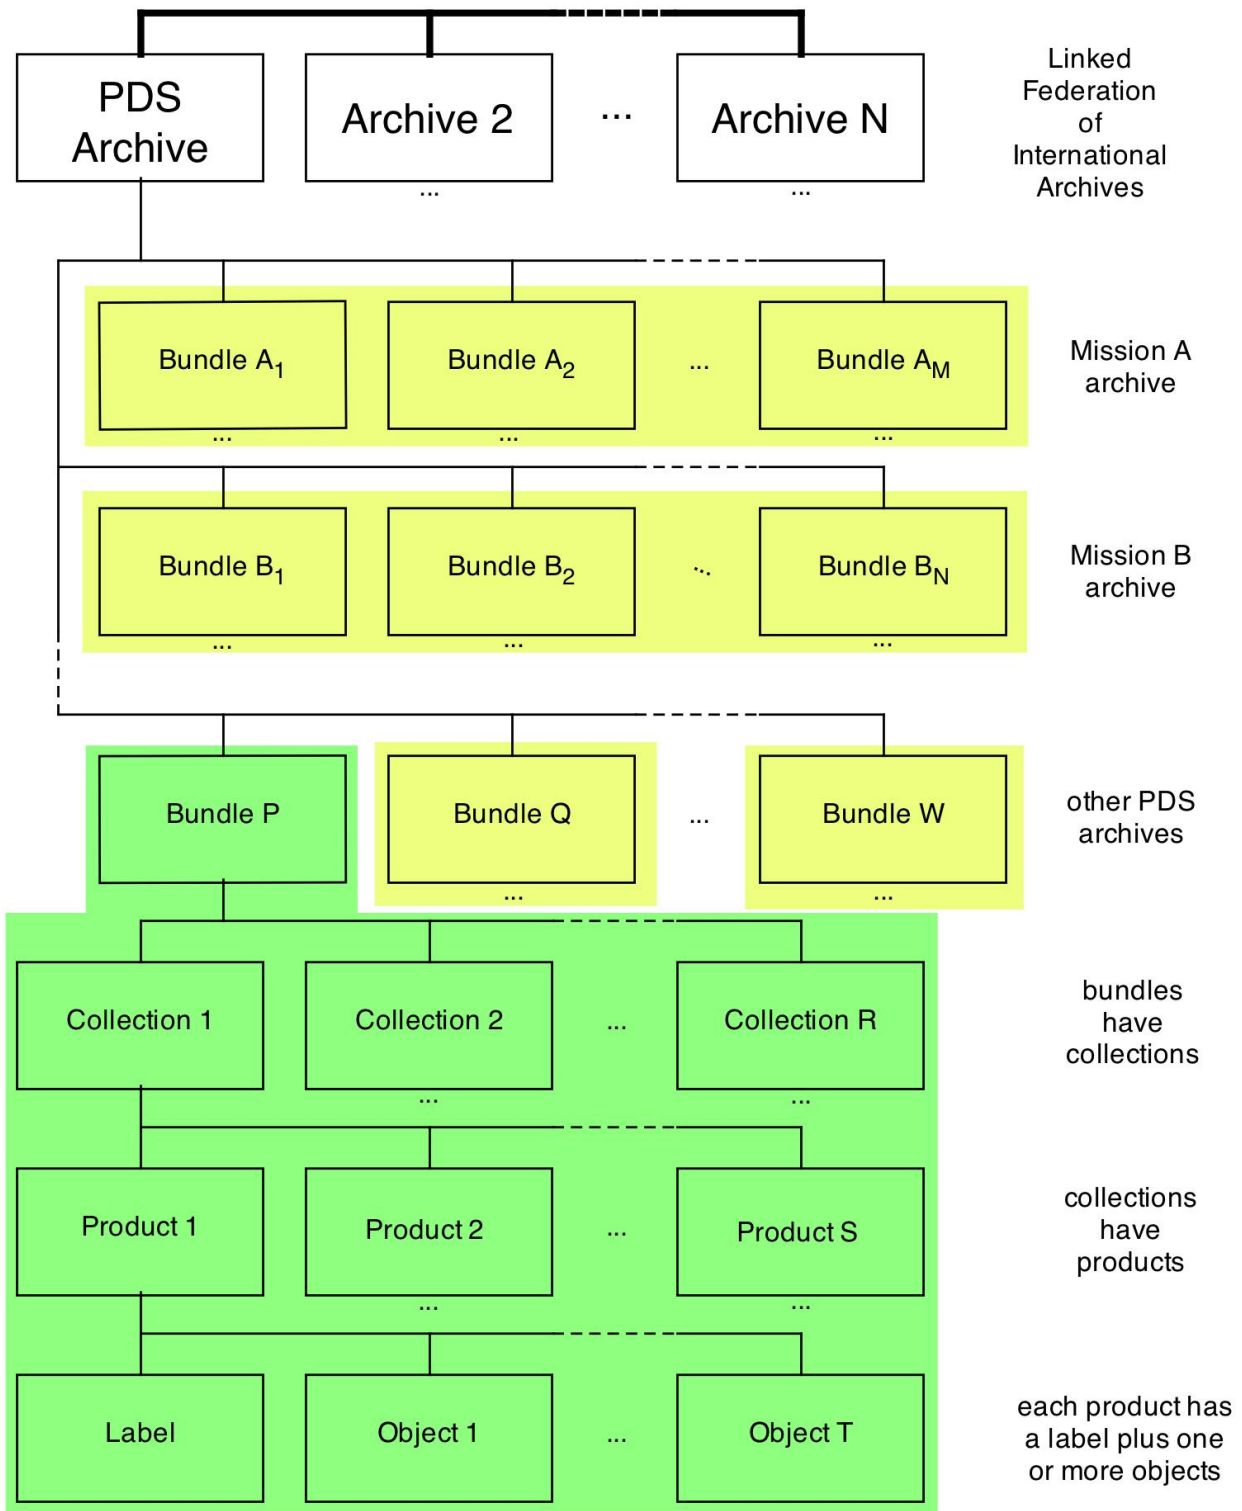 PDS
Archive
Archive 2
...
Archive N
Linked
Federation
of
International
Archives
...
...
Bundle A1
Bundle A2
...
Bundle AM
Mission A
archive
...
...
...
Bundle B1
Bundle B2
...
Bundle BN
Mission B
archive
...
...
...
Bundle P
Bundle Q
...
Bundle W
other PDS
archives
...
...
Collection 1
Collection 2
...
Collection R
bundles
have
collections
...
...
Product 1
Product 2
...
Product S
collections
have
products
...
...
Label
Object 1
...
Object T
each product has
a label plus one
or more objects